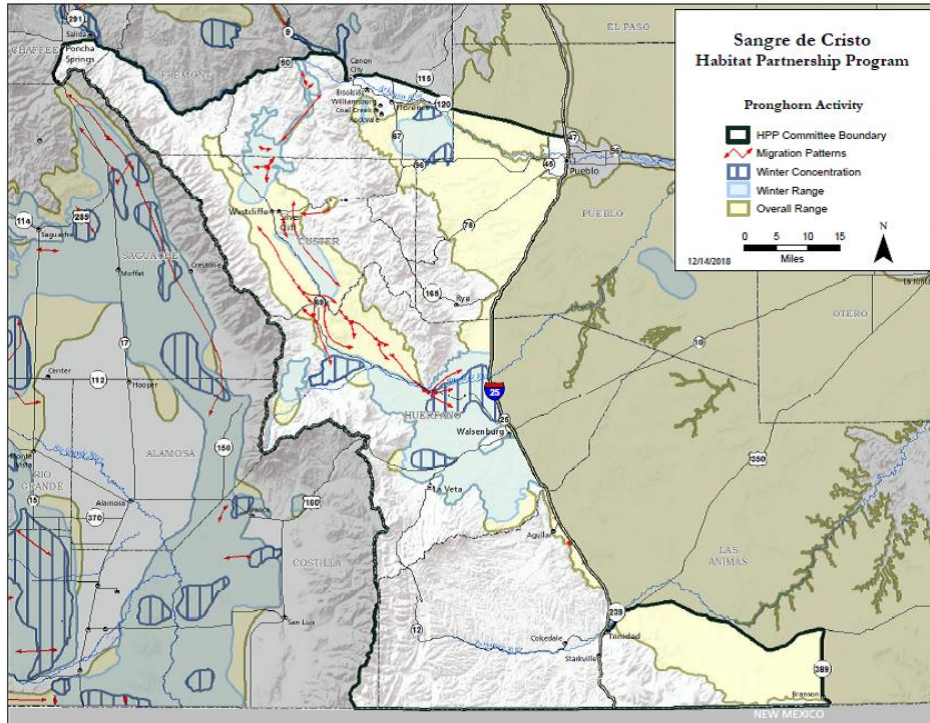 Sangre de Cristo
Habitat Partnership Program
Pronghorn Activity
HPP Committee Boundary
Migration Patterns
Winter Concentration
Winter Range
Overall Range
0 5 10 15
Miles
N
12/14/2018
EL PASO
291
Salida
CHAFFEE
Poncha
Springs
9
50
FREMONT
Canon
City
115
Brookside
Williamsburg
Coal Creek
Rockvale
Florence
120
67
96
47
45
Pueblo
PUEBLO
78
114
285
Saguache
SAGUACHE
Moffat
Crestone
Westcliffe
Silver
Cliff
CUSTER
165
Rye
69
La Junta
OTERO
10
17
Center
112
Hooper
25
HUERFANO
Walsenburg
150
ALAMOSA
Monte
Vista
RIO
GRANDE
15
Alamosa
370
160
La Veta
350
COSTILLA
Aguilar
LAS
ANIMAS
San Luis
12
239
Cokedale
Trinidad
Starkville
389
Branson
NEW MEXICO